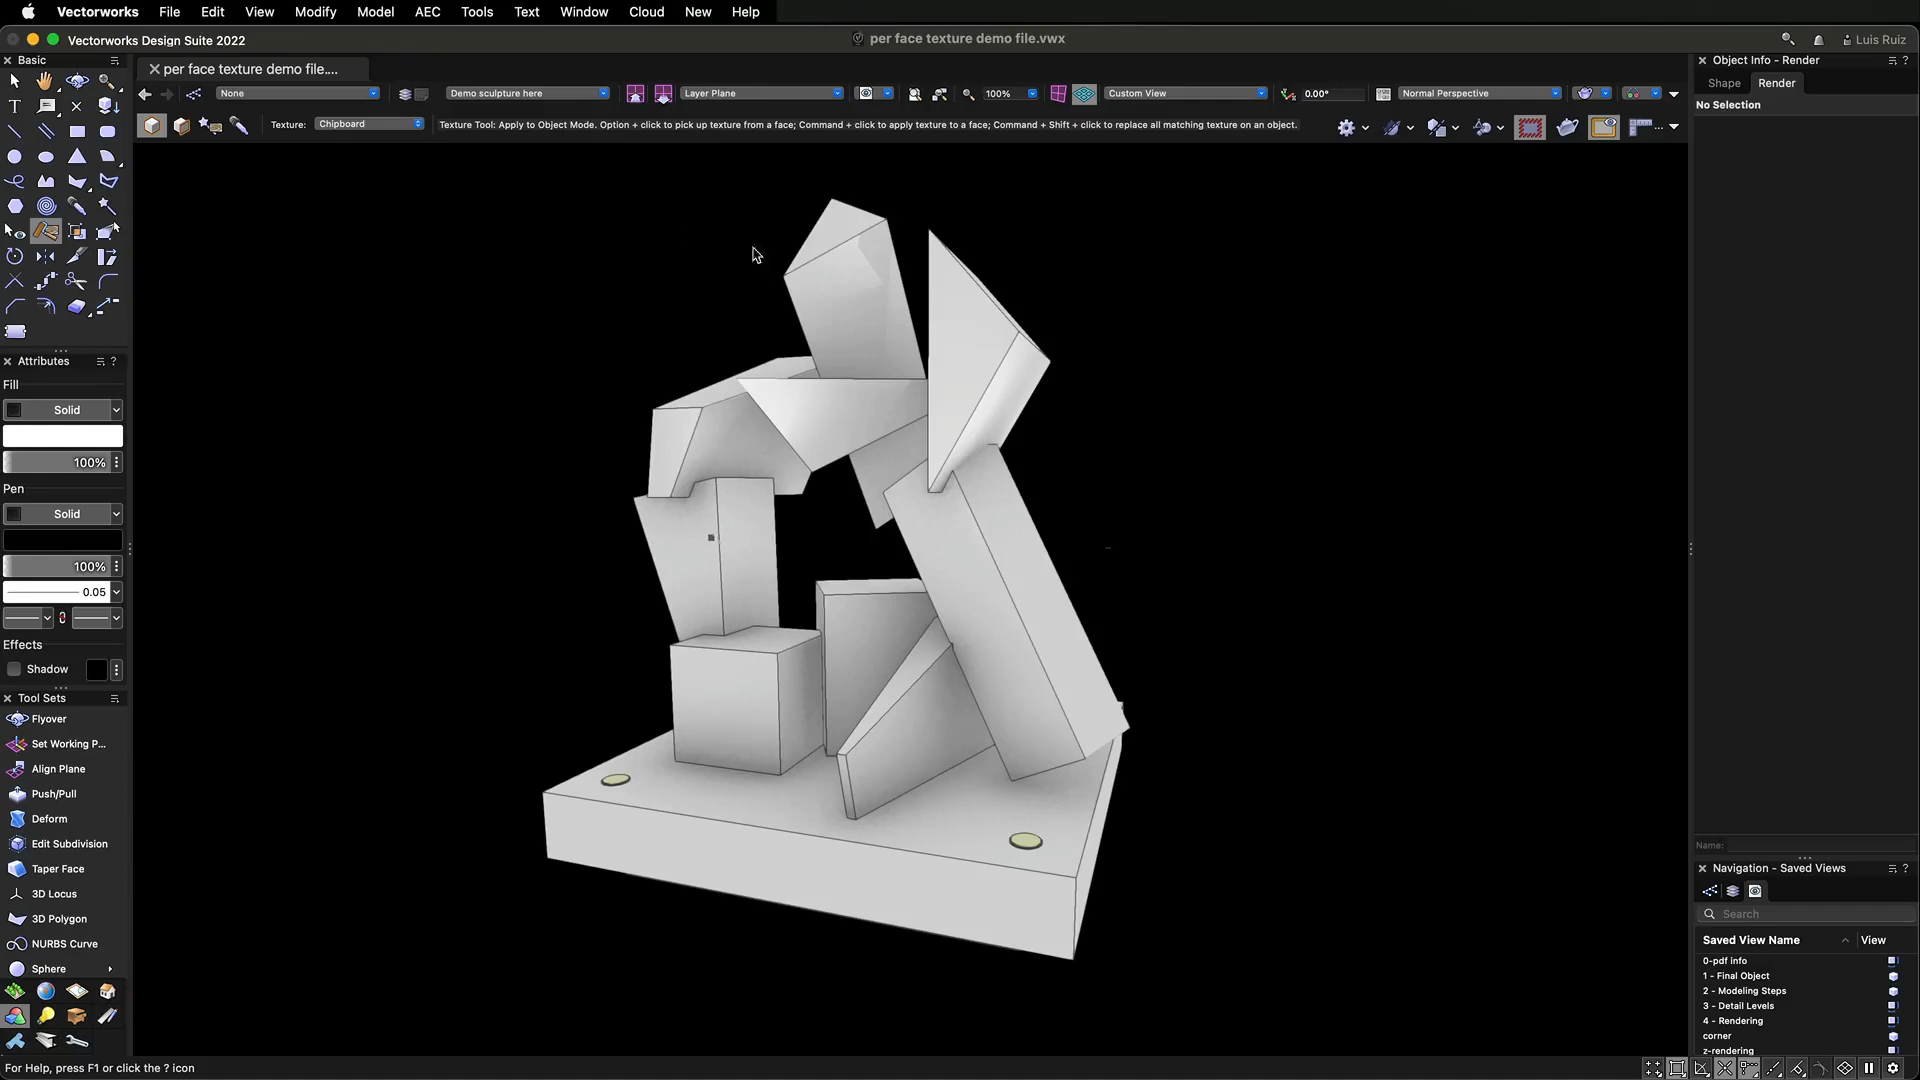 Vectorworks File Edit View Modify Model AEC Tools Text Window Cloud New Help
Vectorworks Design Suite 2022
per face texture demo file.vwx
Luis Ruiz
Basic
per face texture demo file....
Object Info - Render
?
Shape
Render
No Selection
None
Demo sculpture here
Layer Plane
100%
Custom View
0.00°
Normal Perspective
Texture:
Chipboard
Texture Tool: Apply to Object Mode. Option + click to pick up texture from a face; Command + click to apply texture to a face; Command + Shift + click to replace all matching texture on an object.
Attributes
?
Fill
Solid
100%
Pen
Solid
100%
0.05
Effects
Shadow
Tool Sets
Flyover
Set Working P...
Align Plane
Push/Pull
Deform
Edit Subdivision
Taper Face
3D Locus
3D Polygon
NURBS Curve
Sphere
Name:
Navigation - Saved Views
?
Search
Saved View Name
View
0-pdf info
1 - Final Object
2 - Modeling Steps
3 - Detail Levels
4 - Rendering
corner
z-rendering
For Help, press F1 or click the ? icon